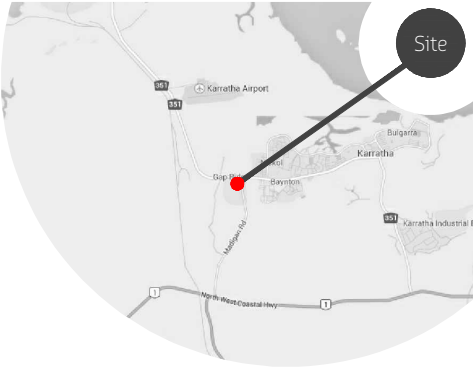 Site
351
Karratha Airport
351
Bulgarra
Karratha
Gap
Baynton
351
Karratha Industrial E
Madigan Rd
1
North West Coastal Hwy
1